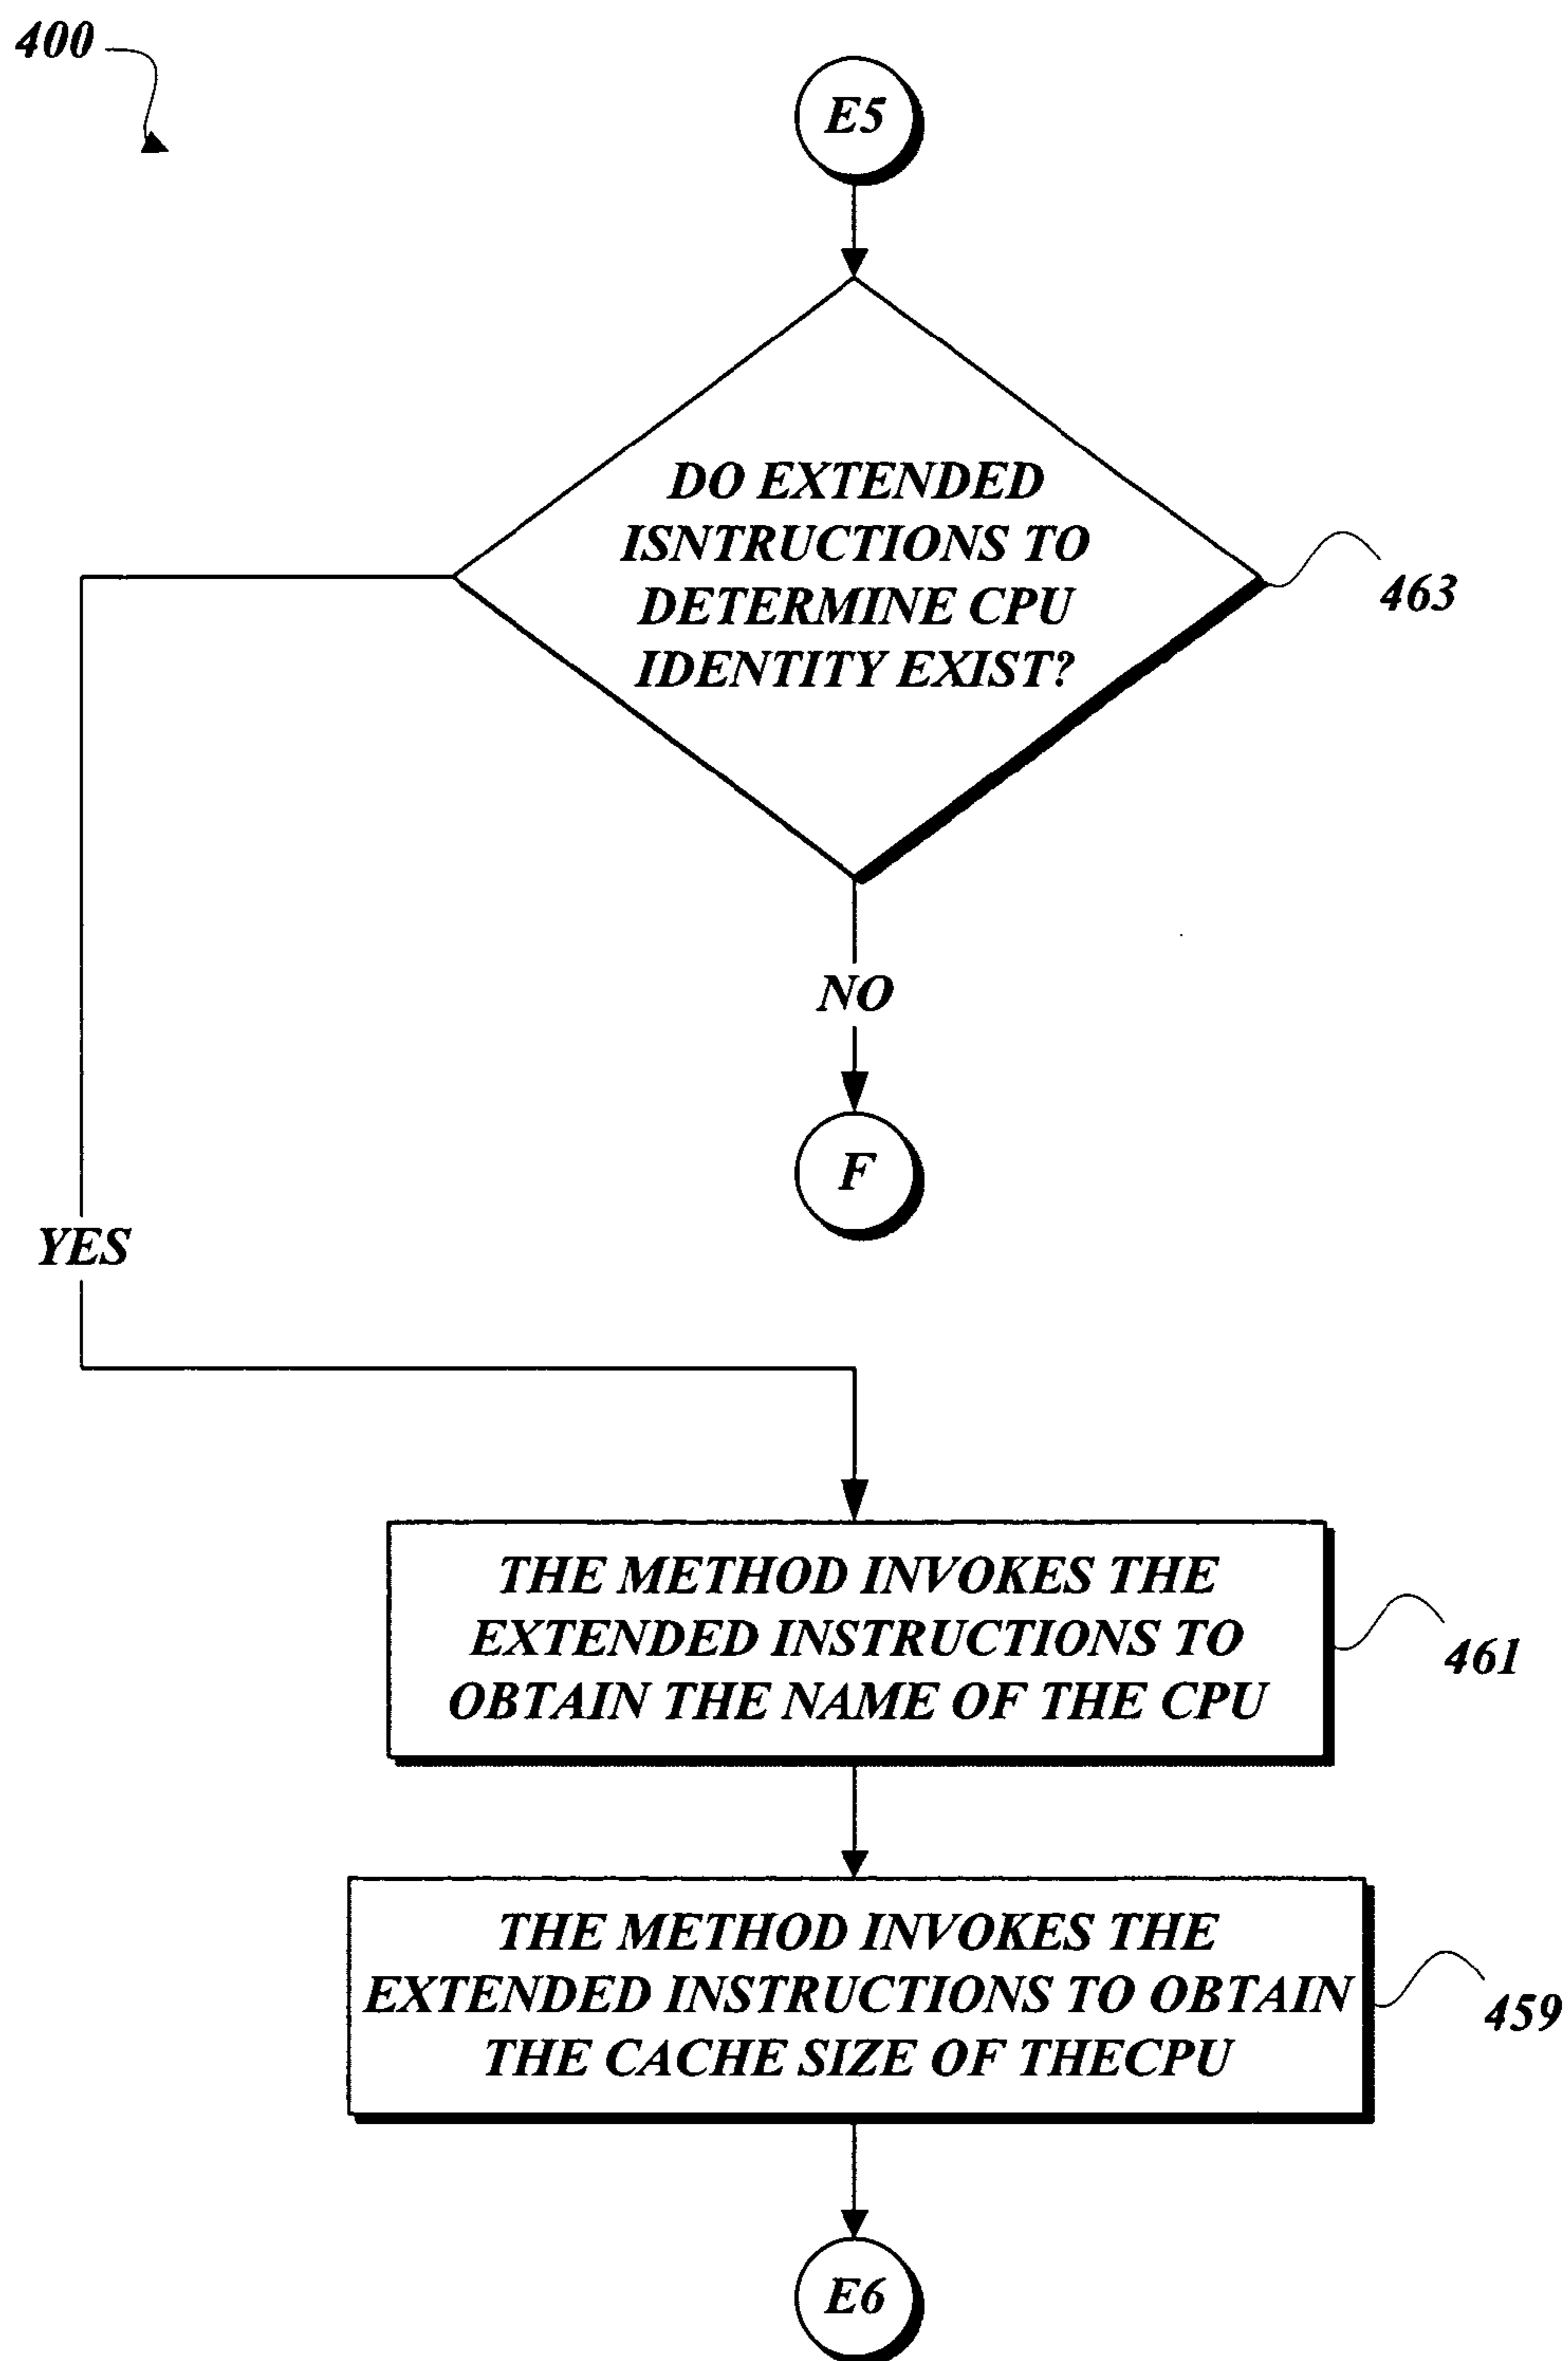 400
E5
DO EXTENDED
ISNTRUCTIONS TO
DETERMINE CPU
IDENTITY EXIST?
463
NO
F
YES
THE METHOD INVOKES THE
EXTENDED INSTRUCTIONS TO
OBTAIN THE NAME OF THE CPU
461
THE METHOD INVOKES THE
EXTENDED INSTRUCTIONS TO OBTAIN
THE CACHE SIZE OF THECPU
459
E6